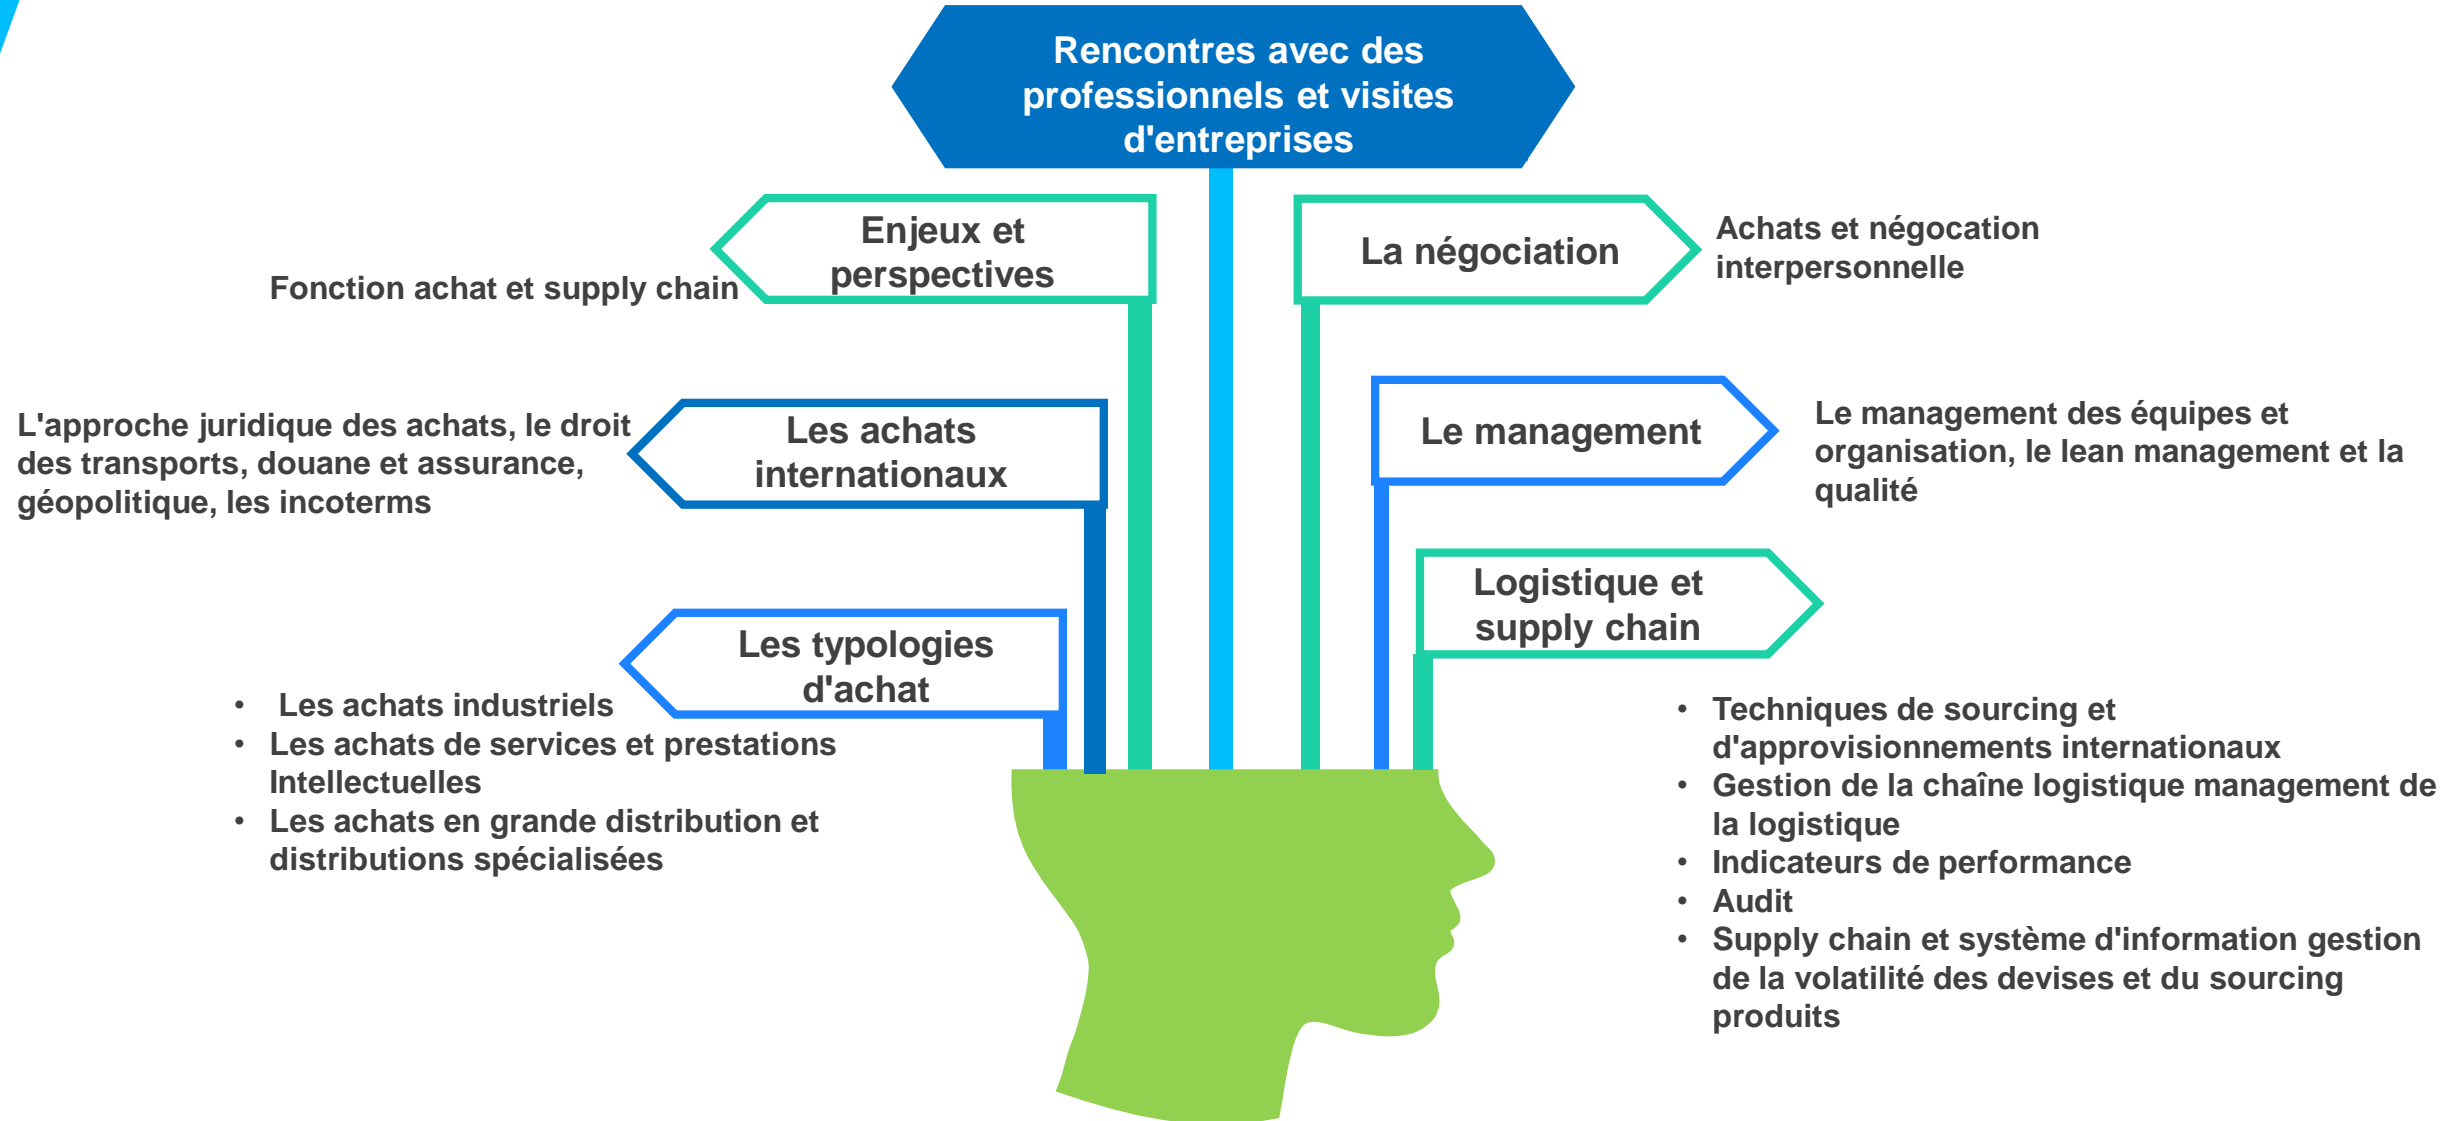 Rencontres avec des
professionnels et visites
d'entreprises
Enjeux et
perspectives
Fonction achat et supply chain
La négociation
Achats et négocation
interpersonnelle
Les achats
internationaux
L'approche juridique des achats, le droit
des transports, douane et assurance,
géopolitique, les incoterms
Le management
Le management des équipes et
organisation, le lean management et la
qualité
Les typologies
d'achat
• Les achats industriels
• Les achats de services et prestations
Intellectuelles
• Les achats en grande distribution et
distributions spécialisées
Logistique et
supply chain
• Techniques de sourcing et
d'approvisionnements internationaux
• Gestion de la chaîne logistique management de
la logistique
• Indicateurs de performance
• Audit
• Supply chain et système d'information gestion
de la volatilité des devises et du sourcing
produits